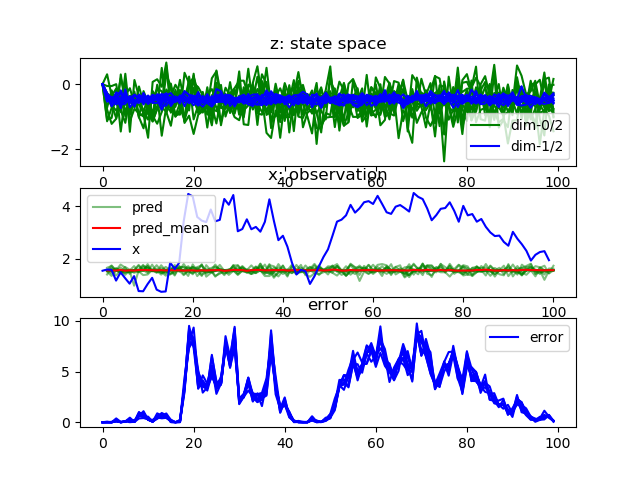 z: state space
0
−2
dim-0/2
dim-1/2
0 20 40 60 80 100
x: observation
4
2
pred
pred_mean
x
0 20 40 60 80 100
error
10
5
0
error
0 20 40 60 80 100